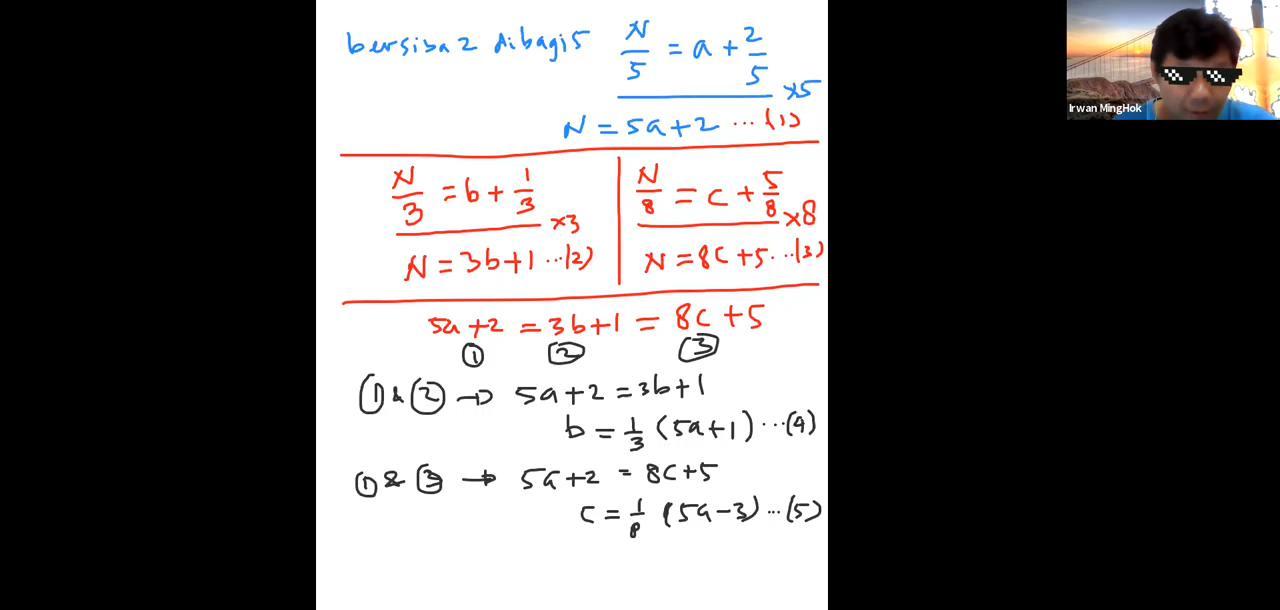 bersisa 2 dibagi 5 N/5 = a + 2/5
×5
N = 5a+2 ...(1)
N/3 = b + 1/3 ×3
N = 3b+1 ...(2)
N/8 = c + 5/8 ×8
N = 8c+5 ...(3)
5a+2 = 3b+1 = 8c+5
① ② ③
① & ② → 5a+2 = 3b+1
b = 1/3 (5a+1) ...(4)
① & ③ → 5a+2 = 8c+5
c = 1/8 (5a-3) ...(5)
Irwan MingHok